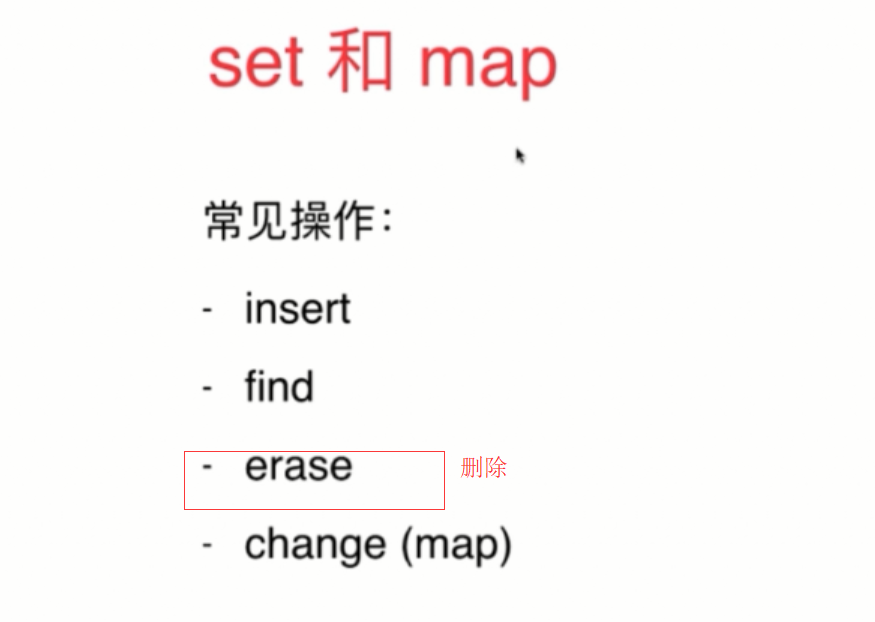 set 和 map
常见操作：
- insert
- find
- erase 删除
- change (map)